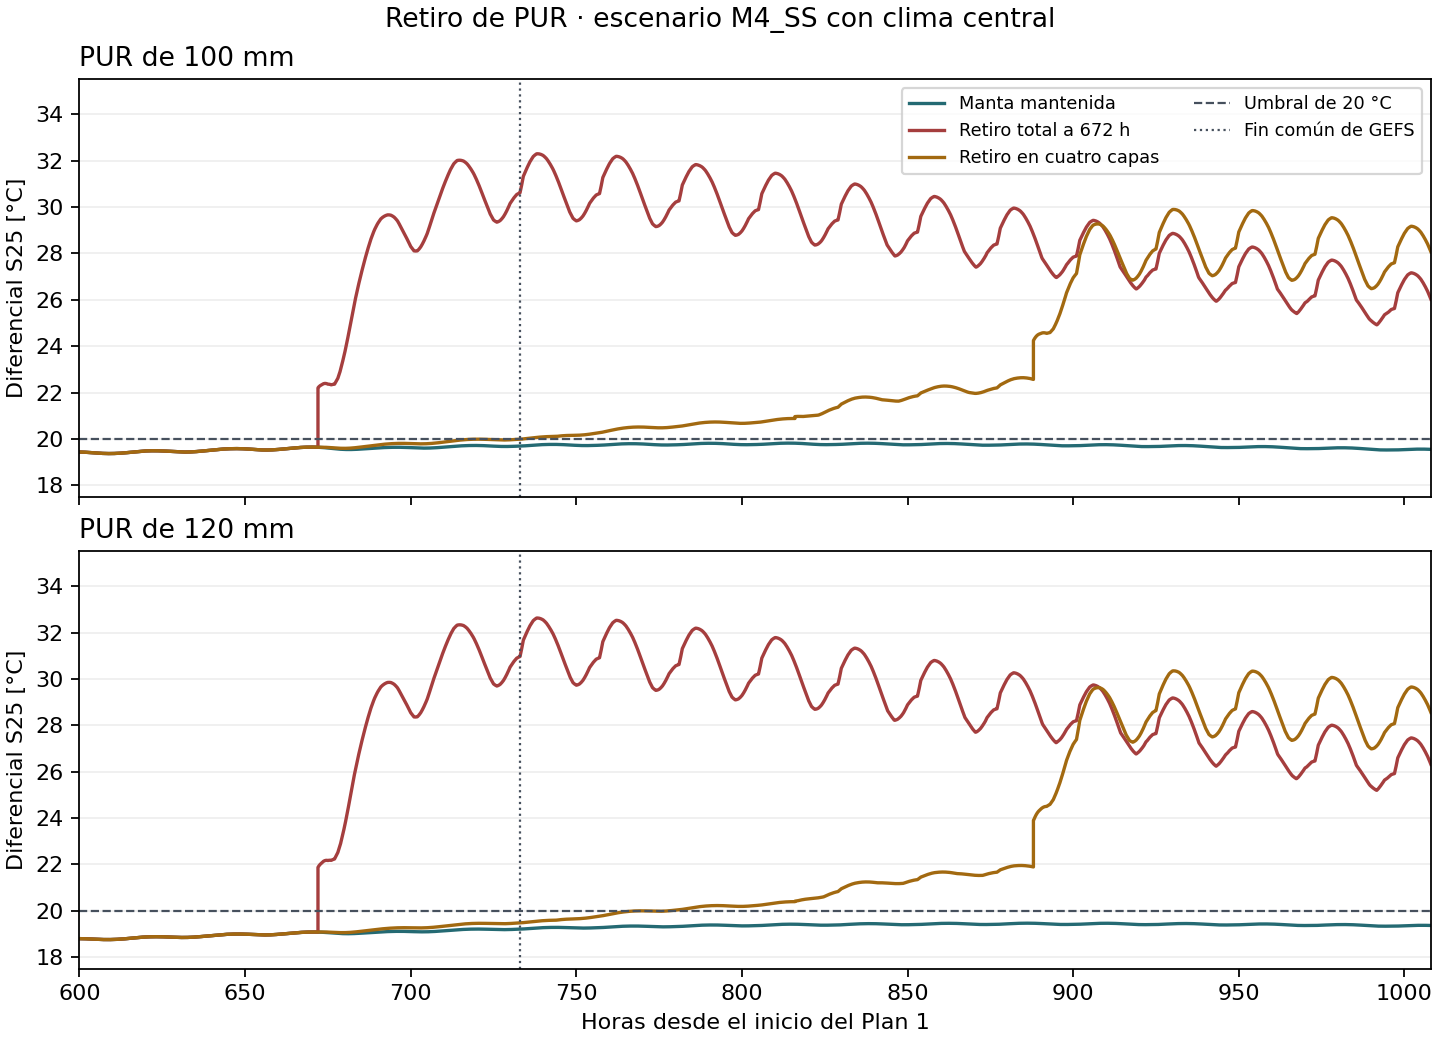 Retiro de PUR · escenario M4_SS con clima central
PUR de 100 mm
Diferencial S25 [°C]
34
32
30
28
26
24
22
20
18
Manta mantenida
Retiro total a 672 h
Retiro en cuatro capas
Umbral de 20 °C
Fin común de GEFS
PUR de 120 mm
Diferencial S25 [°C]
34
32
30
28
26
24
22
20
18
600 650 700 750 800 850 900 950 1000
Horas desde el inicio del Plan 1